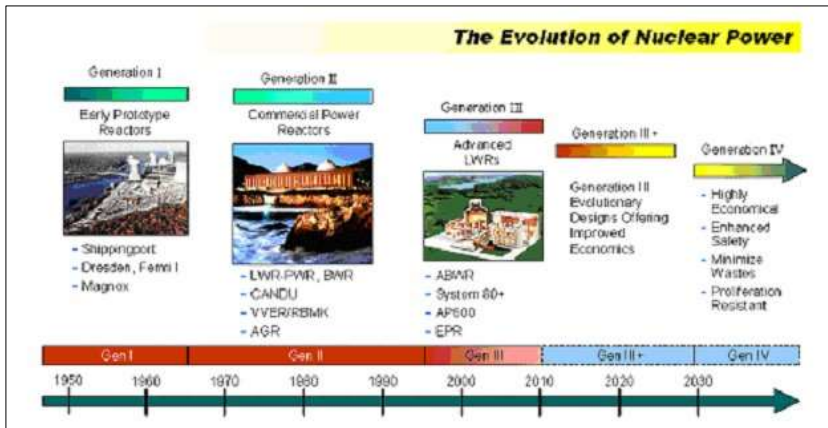 The Evolution of Nuclear Power
Generation I
Early Prototype
Reactors
- Shippingport
- Dresden, Fermi I
- Magnox
Generation II
Commercial Power
Reactors
- LWR-PWR, BWR
- CANDU
- VVER/RBMK
- AGR
Generation III
Advanced
LWRs
- ABWR
- System 80+
- AP600
- EPR
Generation III+
Generation III
Evolutionary
Designs Offering
Improved
Economics
Generation IV
- Highly
Economical
- Enhanced
Safety
- Minimize
Wastes
- Proliferation
Resistant
Gen I
Gen II
Gen III
Gen III+
Gen IV
1950
1960
1970
1980
1990
2000
2010
2020
2030